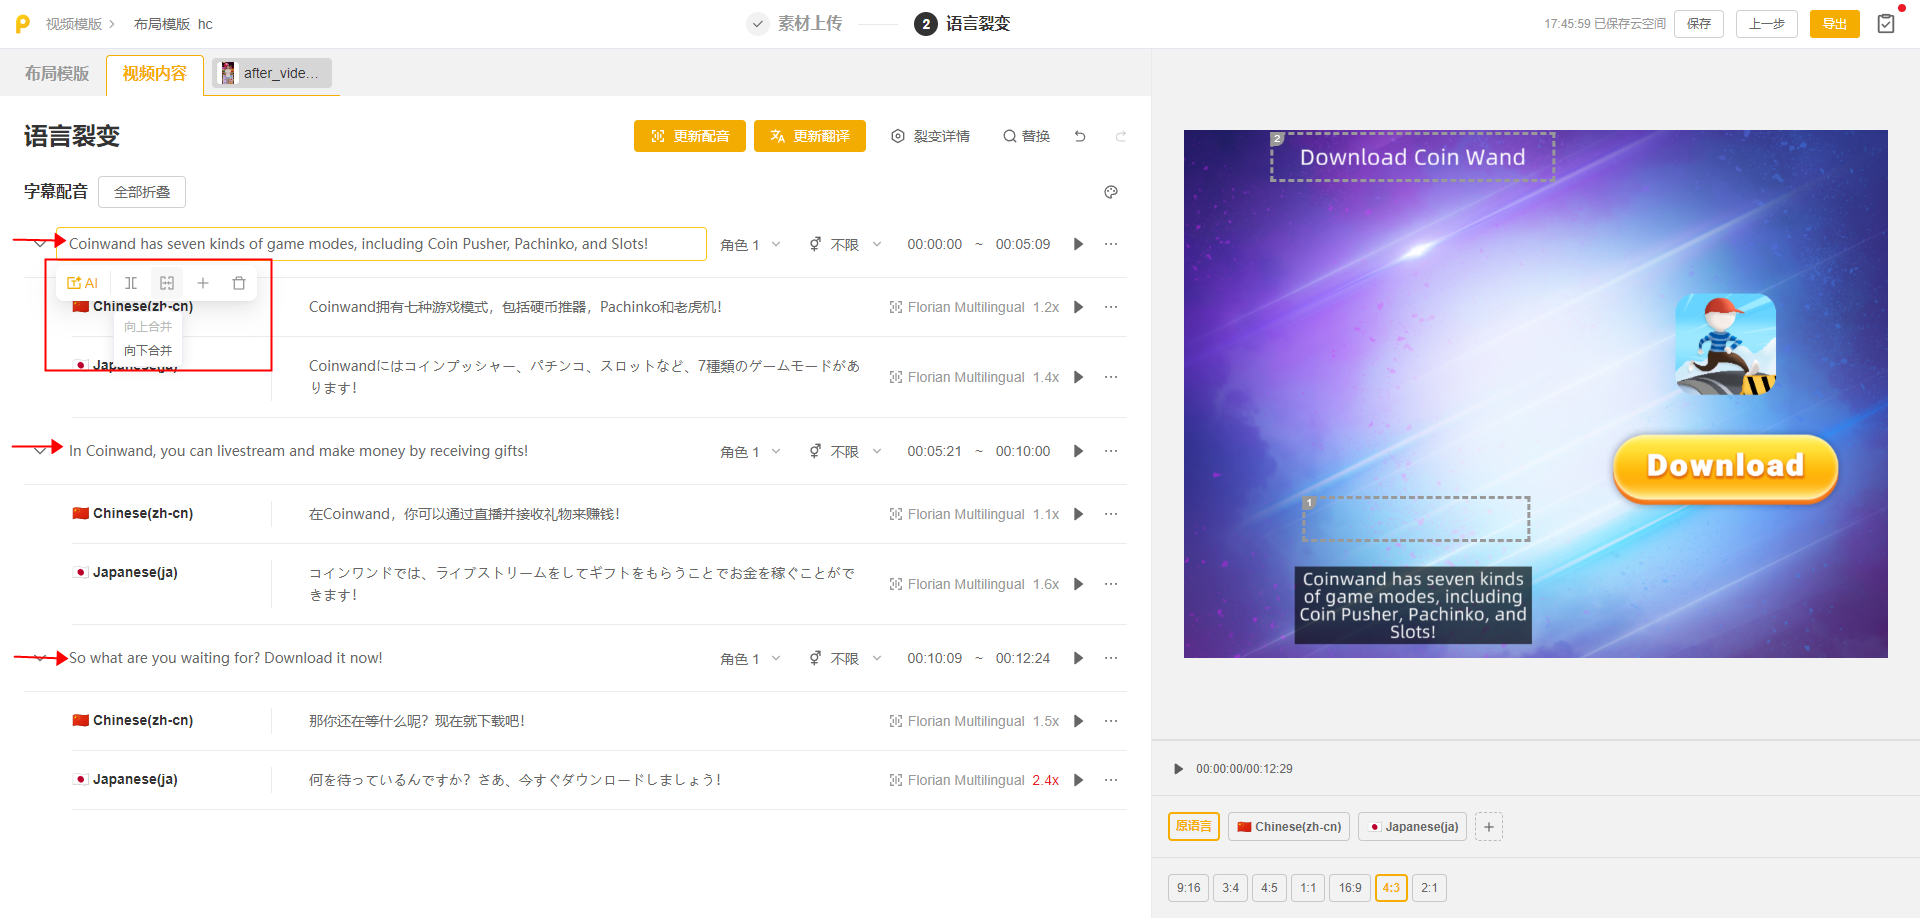 视频模版
布局模版 hc
素材上传
2 语言裂变
17:45:59 已保存云空间
保存
上一步
导出
布局模版
视频内容
after_vide...
语言裂变
更新配音
更新翻译
裂变详情
替换
字幕配音
全部折叠
Coinwand has seven kinds of game modes, including Coin Pusher, Pachinko, and Slots!
角色 1
不限
00:00:00 ~ 00:05:09
AI
向上合并
向下合并
Chinese(zh-cn)
Coinwand拥有七种游戏模式，包括硬币推器，Pachinko和老虎机！
Florian Multilingual 1.2x
Japanese(ja)
Coinwandにはコインプッシャー、パチンコ、スロットなど、7種類のゲームモードがあ
ります！
Florian Multilingual 1.4x
In Coinwand, you can livestream and make money by receiving gifts!
角色 1
不限
00:05:21 ~ 00:10:00
Chinese(zh-cn)
在Coinwand，你可以通过直播并接收礼物来赚钱！
Florian Multilingual 1.1x
Japanese(ja)
コインワンドでは、ライブストリームをしてギフトをもらうことでお金を稼ぐことがで
きます！
Florian Multilingual 1.6x
So what are you waiting for? Download it now!
角色 1
不限
00:10:09 ~ 00:12:24
Chinese(zh-cn)
那你还在等什么呢？现在就下载吧！
Florian Multilingual 1.5x
Japanese(ja)
何を待っているんですか？さあ、今すぐダウンロードしましょう！
Florian Multilingual 2.4x
2
Download Coin Wand
Download
1
Coinwand has seven kinds
of game modes, including
Coin Pusher, Pachinko, and
Slots!
00:00:00/00:12:29
原语言
Chinese(zh-cn)
Japanese(ja)
9:16
3:4
4:5
1:1
16:9
4:3
2:1